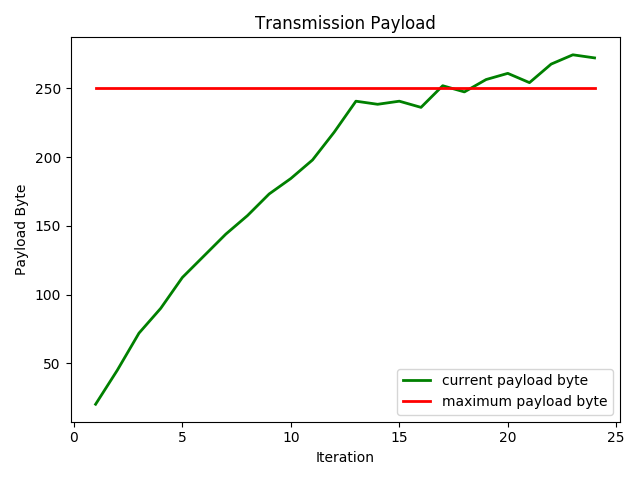 Transmission Payload
Payload Byte
250
200
150
100
50
0
5
10
15
20
25
Iteration
current payload byte
maximum payload byte